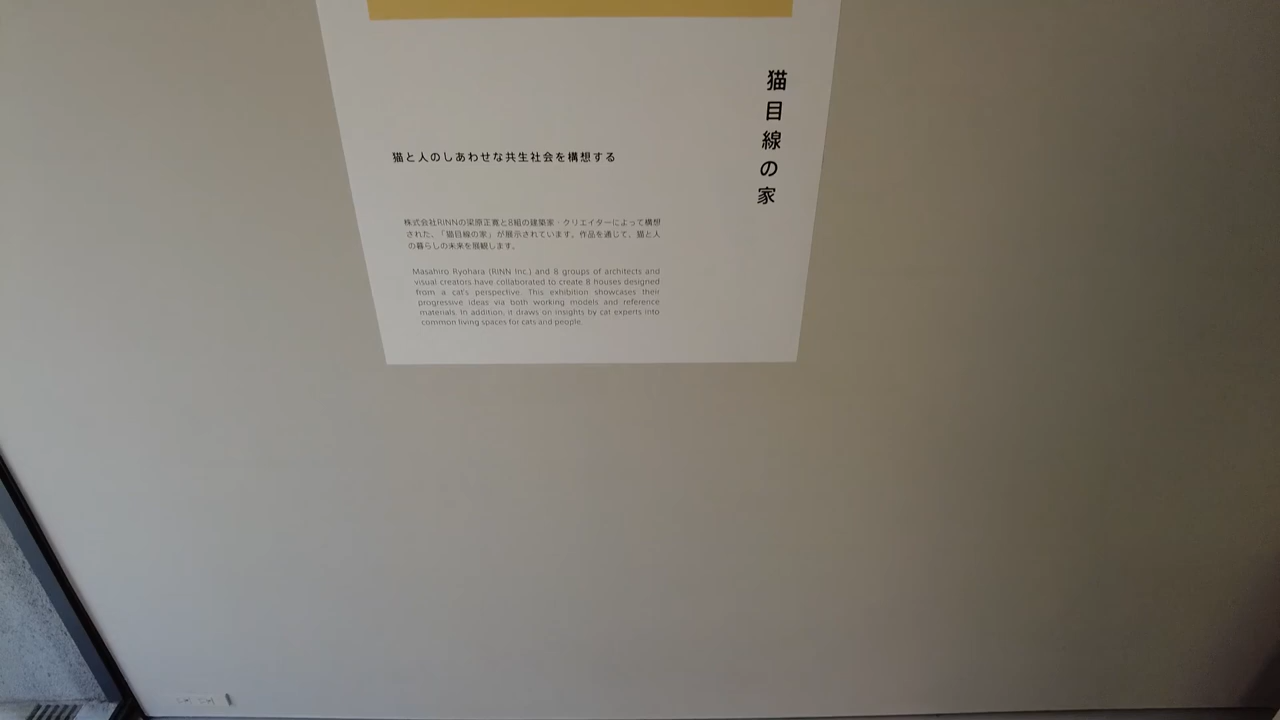 猫目線の家
猫と人のしあわせな共生社会を構想する
株式会社RINNの梁原正寛と8組の建築家・クリエイターによって構想
された、「猫目線の家」が展示されています。作品を通じて、猫と人
の暮らしの未来を展観します。
Masahiro Ryohara (RINN Inc.) and 8 groups of architects and
visual creators have collaborated to create 8 houses designed
from a cat's perspective. This exhibition showcases their
progressive ideas via both working models and reference
materials. In addition, it draws on insights by cat experts into
common living spaces for cats and people.